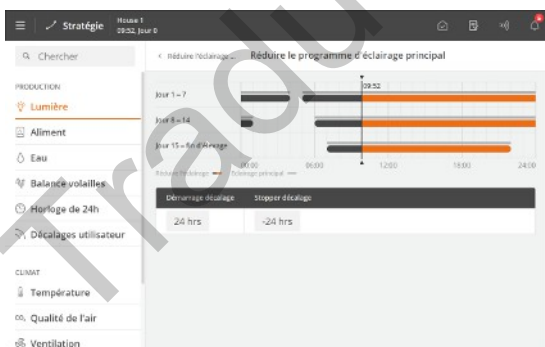 Stratégie
House 1
09:52, Jour 0
Chercher
< Réduire l'éclairage ...
Réduire le programme d'éclairage principal
PRODUCTION
Lumière
Aliment
Eau
Balance volailles
Horloge de 24h
Décalages utilisateur
CLIMAT
Température
CO₂ Qualité de l'air
Ventilation
09:52
Jour 1 – 7
Jour 8 – 14
Jour 15 – fin d'élevage
00:00 06:00 12:00 18:00 24:00
Réduire l'éclairage
Éclairage principal
Démarrage décalage
Stopper décalage
24 hrs
-24 hrs
Tradu